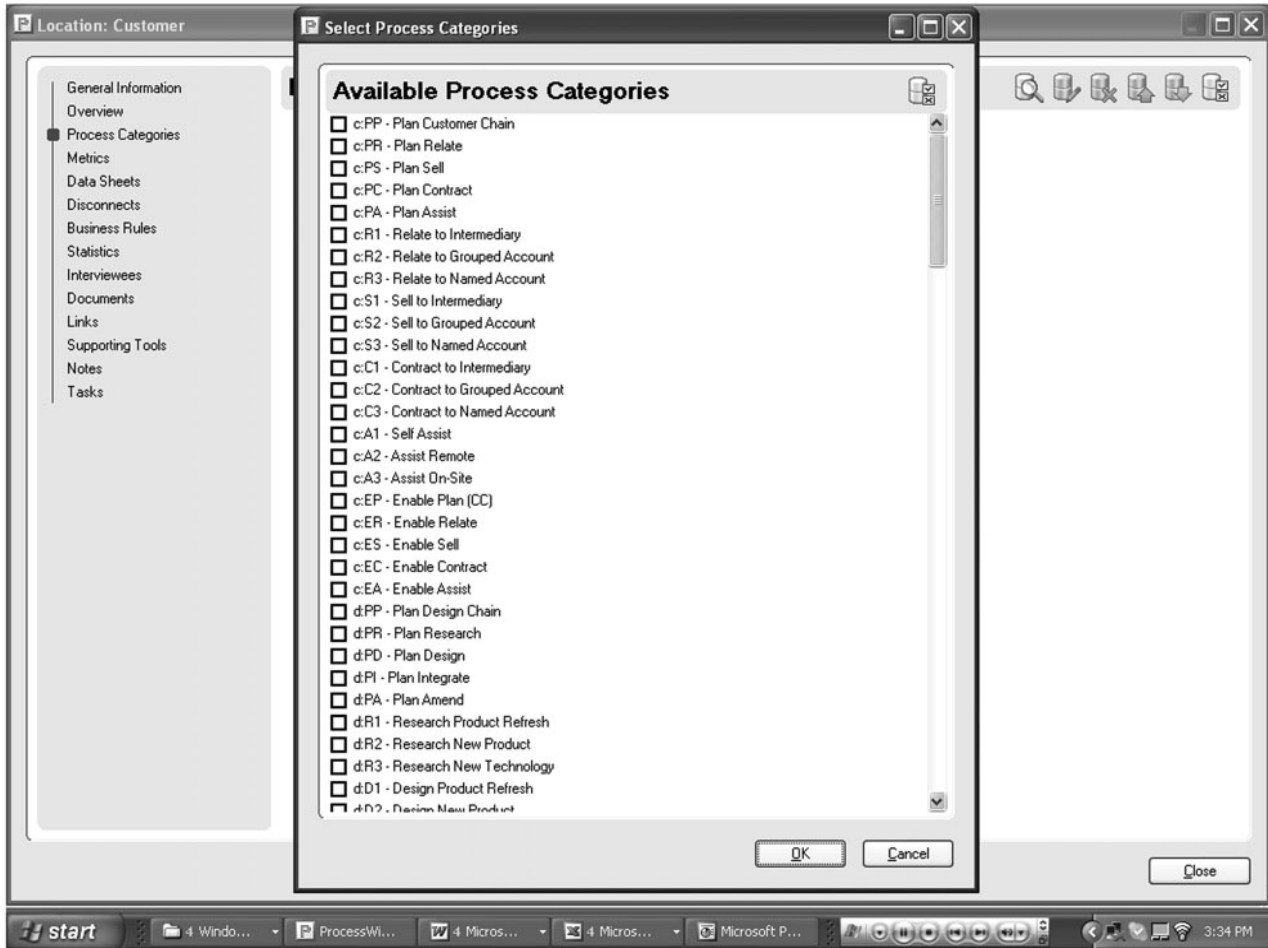 Location: Customer
Select Process Categories
General Information
Overview
Process Categories
Metrics
Data Sheets
Disconnects
Business Rules
Statistics
Interviewees
Documents
Links
Supporting Tools
Notes
Tasks
Available Process Categories
c:PP - Plan Customer Chain
c:PR - Plan Relate
c:PS - Plan Sell
c:PC - Plan Contract
c:PA - Plan Assist
c:R1 - Relate to Intermediary
c:R2 - Relate to Grouped Account
c:R3 - Relate to Named Account
c:S1 - Sell to Intermediary
c:S2 - Sell to Grouped Account
c:S3 - Sell to Named Account
c:C1 - Contract to Intermediary
c:C2 - Contract to Grouped Account
c:C3 - Contract to Named Account
c:A1 - Self Assist
c:A2 - Assist Remote
c:A3 - Assist On-Site
c:EP - Enable Plan (CC)
c:ER - Enable Relate
c:ES - Enable Sell
c:EC - Enable Contract
c:EA - Enable Assist
d:PP - Plan Design Chain
d:PR - Plan Research
d:PD - Plan Design
d:PI - Plan Integrate
d:PA - Plan Amend
d:R1 - Research Product Refresh
d:R2 - Research New Product
d:R3 - Research New Technology
d:D1 - Design Product Refresh
d:D2 - Design New Product
OK
Cancel
Close
start
4 Windo...
ProcessWi...
4 Micros...
4 Micros...
Microsoft P...
3:34 PM